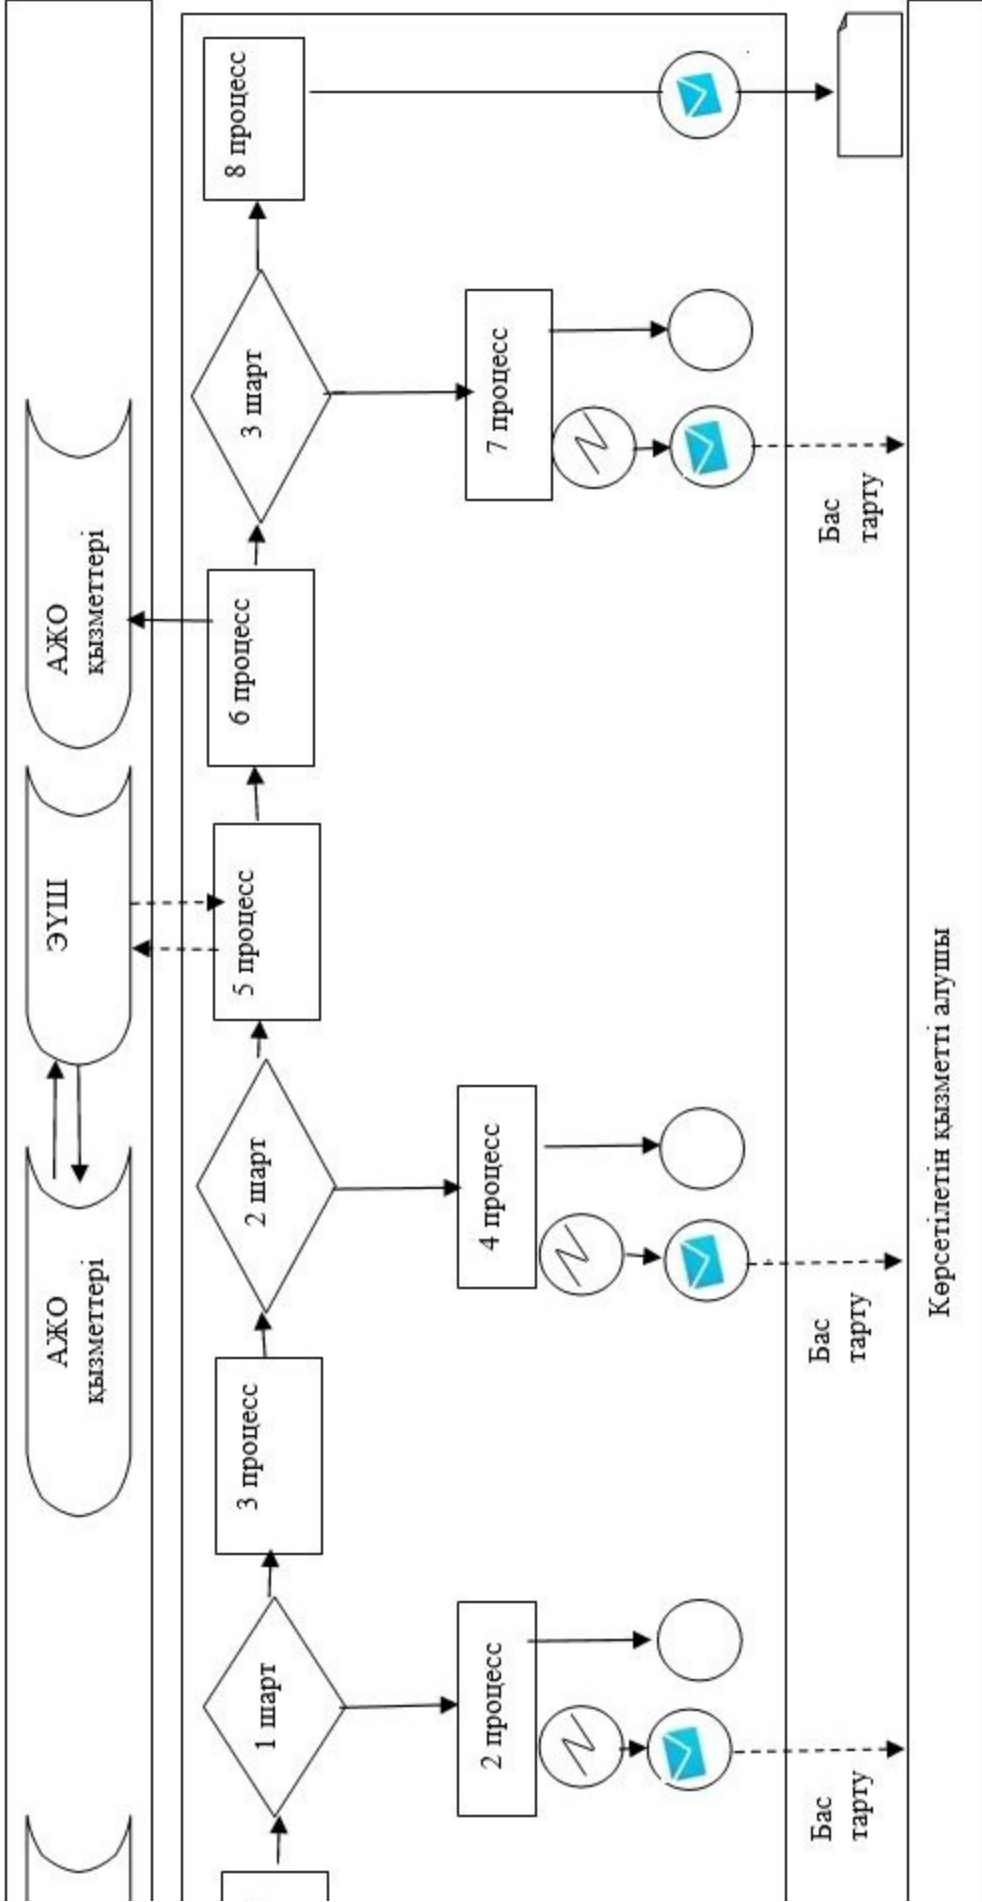 АЖО
қызметтері
ЭҮШ
АЖО
қызметтері
1 шарт
3 процесс
2 шарт
5 процесс
6 процесс
3 шарт
8 процесс
2 процесс
4 процесс
7 процесс
Бас
тарту
Бас
тарту
Бас
тарту
Көрсетілетін қызметті алушы